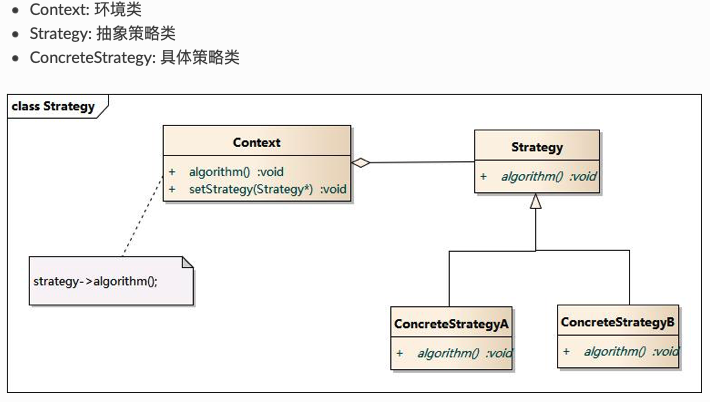 Context: 环境类
Strategy: 抽象策略类
ConcreteStrategy: 具体策略类
class Strategy
Context
+ algorithm() :void
+ setStrategy(Strategy*) :void
Strategy
+ algorithm() :void
strategy->algorithm();
ConcreteStrategyA
+ algorithm() :void
ConcreteStrategyB
+ algorithm() :void